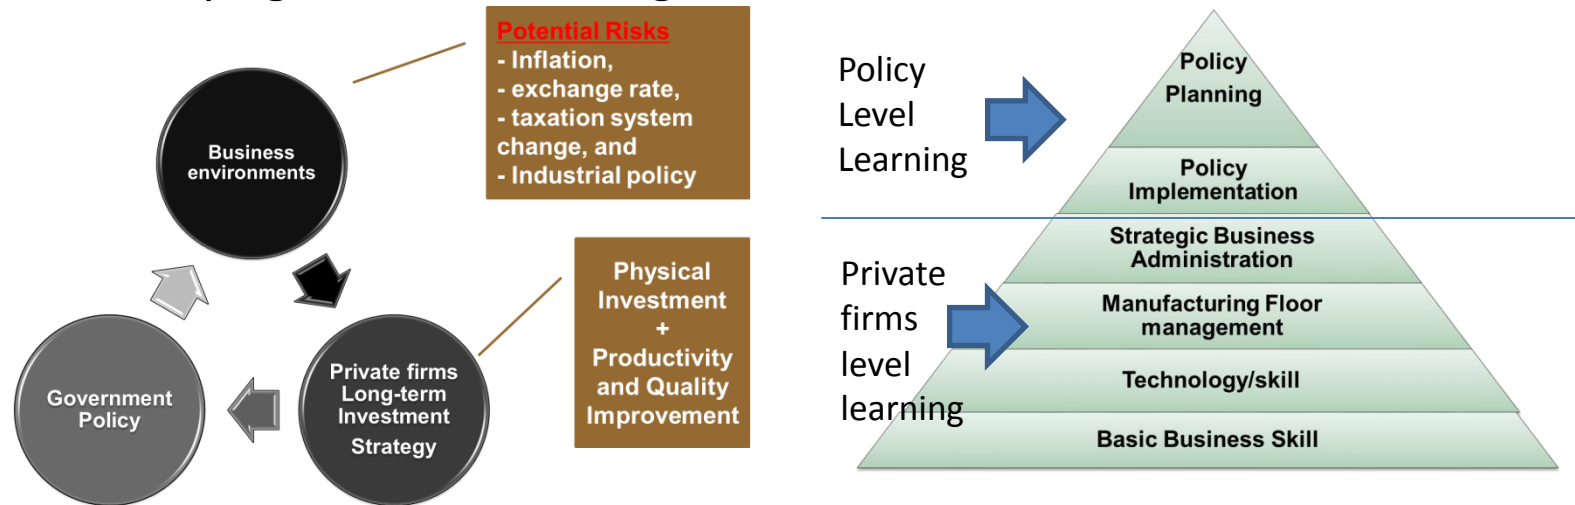 Potential Risks
- Inflation,
- exchange rate,
- taxation system
change, and
- Industrial policy
Business
environments
Physical
Investment
+
Productivity
and Quality
Improvement
Private firms
Long-term
Investment
Strategy
Government
Policy
Policy
Level
Learning
Policy
Planning
Policy
Implementation
Private
firms
level
learning
Strategic Business
Administration
Manufacturing Floor
management
Technology/skill
Basic Business Skill